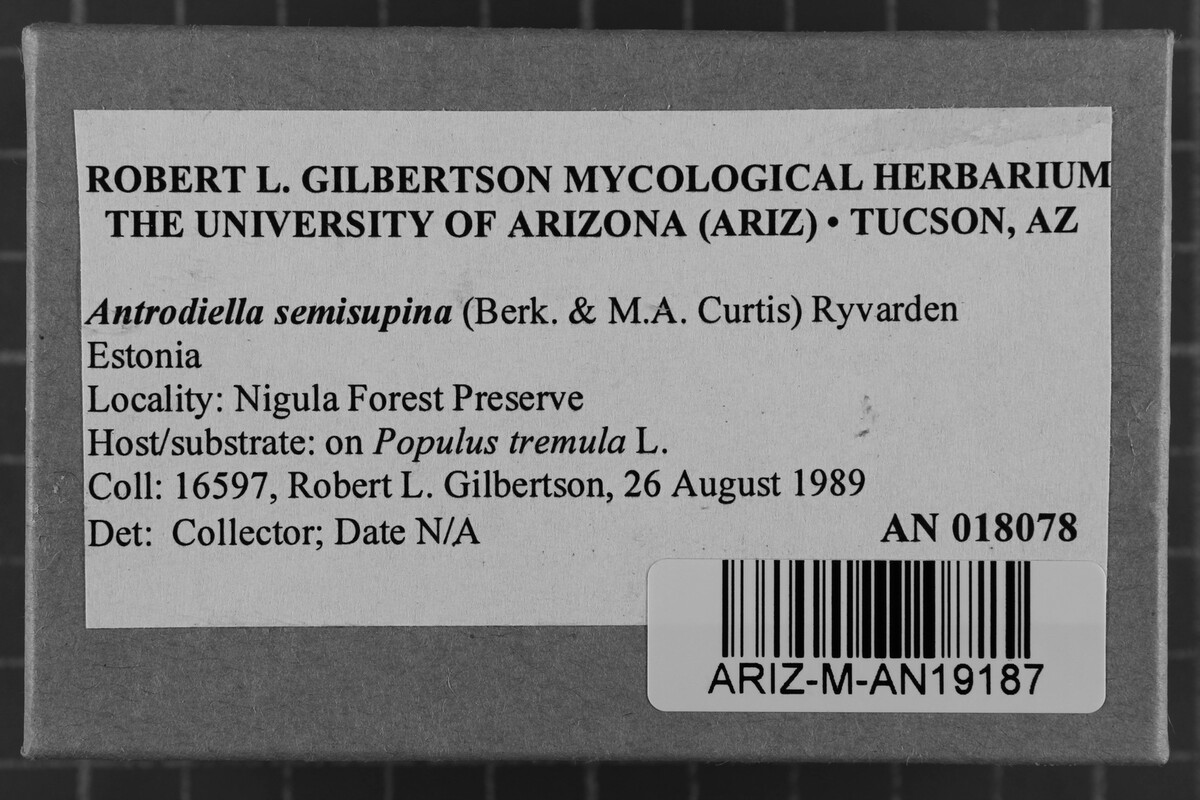 ROBERT L. GILBERTSON MYCOLOGICAL HERBARIUM
THE UNIVERSITY OF ARIZONA (ARIZ) • TUCSON, AZ
Antrodiella semisupina (Berk. & M.A. Curtis) Ryvarden
Estonia
Locality: Nigula Forest Preserve
Host/substrate: on Populus tremula L.
Coll: 16597, Robert L. Gilbertson, 26 August 1989
Det: Collector; Date N/A
AN 018078
ARIZ-M-AN19187